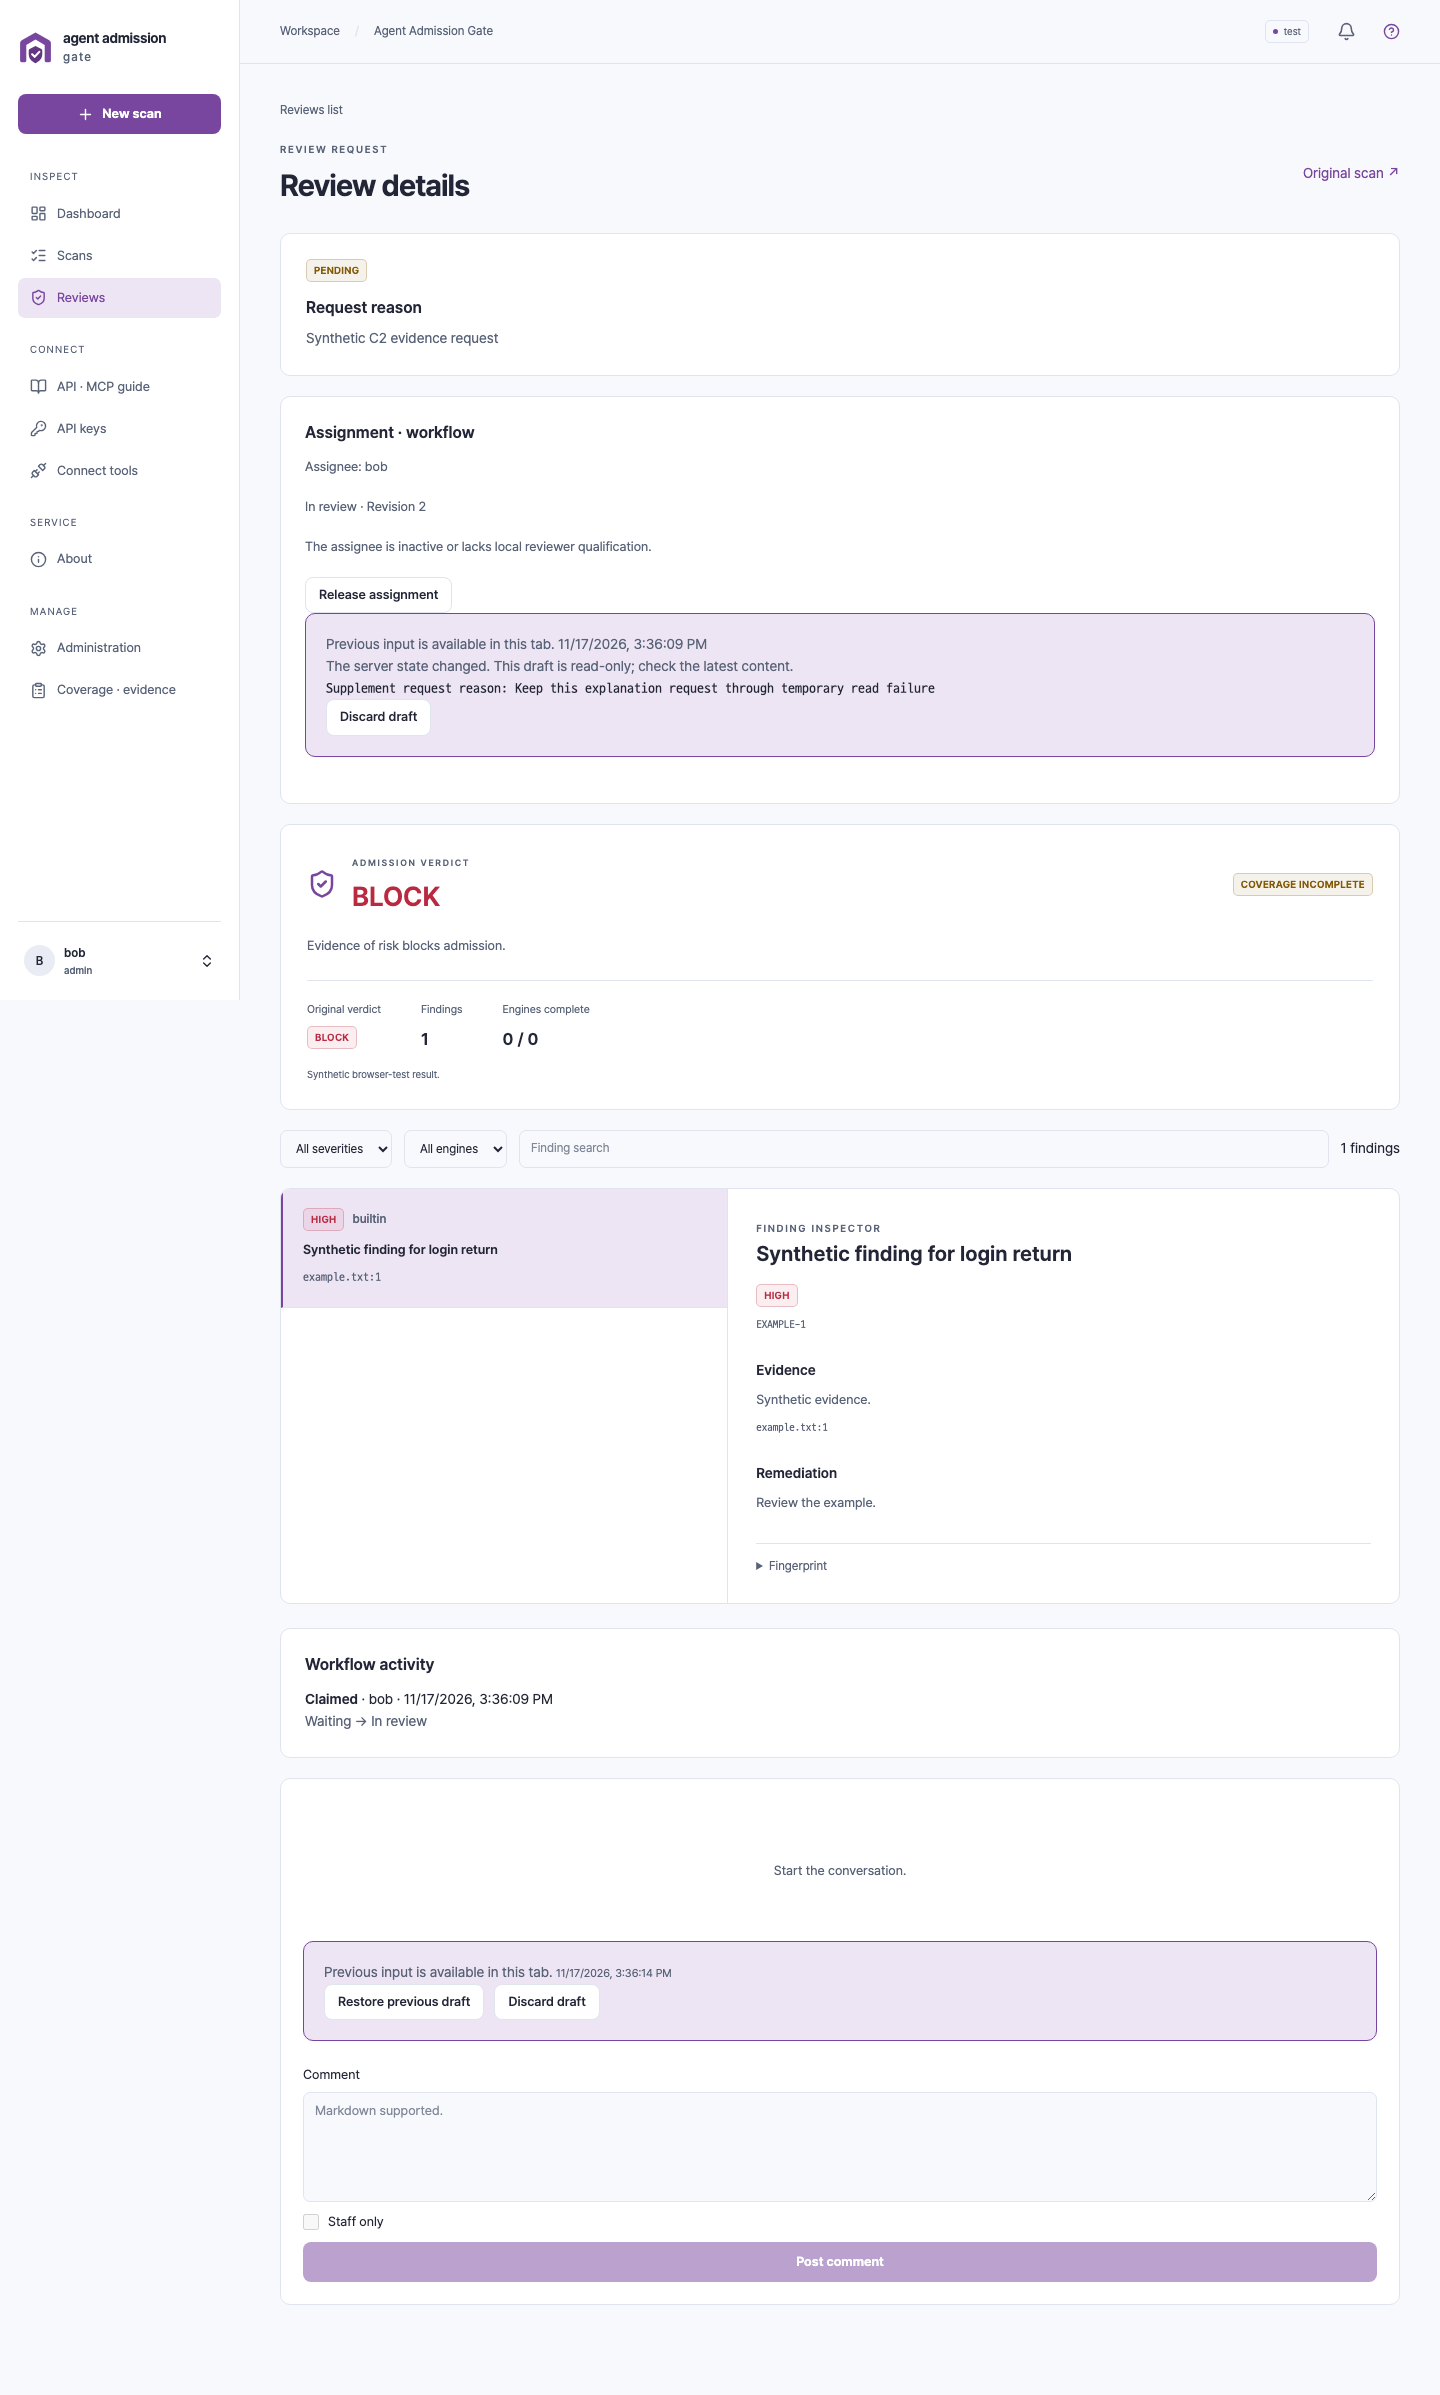 agent admission
gate
New scan
INSPECT
Dashboard
Scans
Reviews
CONNECT
API · MCP guide
API keys
Connect tools
SERVICE
About
MANAGE
Administration
Coverage · evidence
B
bob
admin
Workspace / Agent Admission Gate
test
Reviews list
REVIEW REQUEST
Review details
Original scan ↗
PENDING
Request reason
Synthetic C2 evidence request
Assignment · workflow
Assignee: bob
In review · Revision 2
The assignee is inactive or lacks local reviewer qualification.
Release assignment
Previous input is available in this tab. 11/17/2026, 3:36:09 PM
The server state changed. This draft is read-only; check the latest content.
Supplement request reason: Keep this explanation request through temporary read failure
Discard draft
ADMISSION VERDICT
BLOCK
COVERAGE INCOMPLETE
Evidence of risk blocks admission.
Original verdict Findings Engines complete
BLOCK 1 0 / 0
Synthetic browser-test result.
All severities All engines Finding search 1 findings
HIGH builtin
Synthetic finding for login return
example.txt:1
FINDING INSPECTOR
Synthetic finding for login return
HIGH
EXAMPLE-1
Evidence
Synthetic evidence.
example.txt:1
Remediation
Review the example.
Fingerprint
Workflow activity
Claimed · bob · 11/17/2026, 3:36:09 PM
Waiting → In review
Start the conversation.
Previous input is available in this tab. 11/17/2026, 3:36:14 PM
Restore previous draft Discard draft
Comment
Markdown supported.
Staff only
Post comment